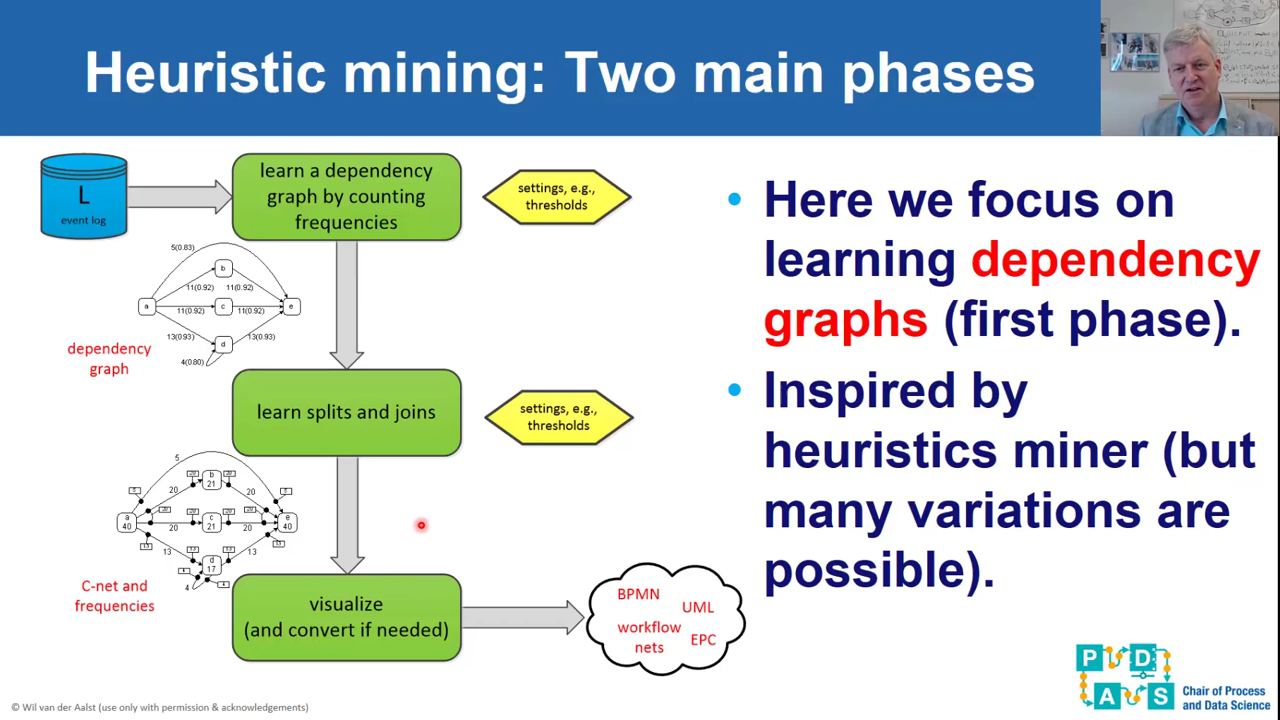 Heuristic mining: Two main phases
L
event log
learn a dependency
graph by counting
frequencies
settings, e.g.,
thresholds
5(0.83)
b
11(0.92) 11(0.92)
a
c
e
11(0.92) 11(0.92)
13(0.93) 13(0.93)
d
4(0.80)
dependency
graph
learn splits and joins
settings, e.g.,
thresholds
5
b
21
20 20
a
40
c
21
e
40
20 20
13 13
d
17
4
C-net and
frequencies
visualize
(and convert if needed)
BPMN
UML
workflow
nets
EPC
• Here we focus on
learning dependency
graphs (first phase).
• Inspired by
heuristics miner (but
many variations are
possible).
P D
A S
Chair of Process
and Data Science
© Wil van der Aalst (use only with permission & acknowledgements)